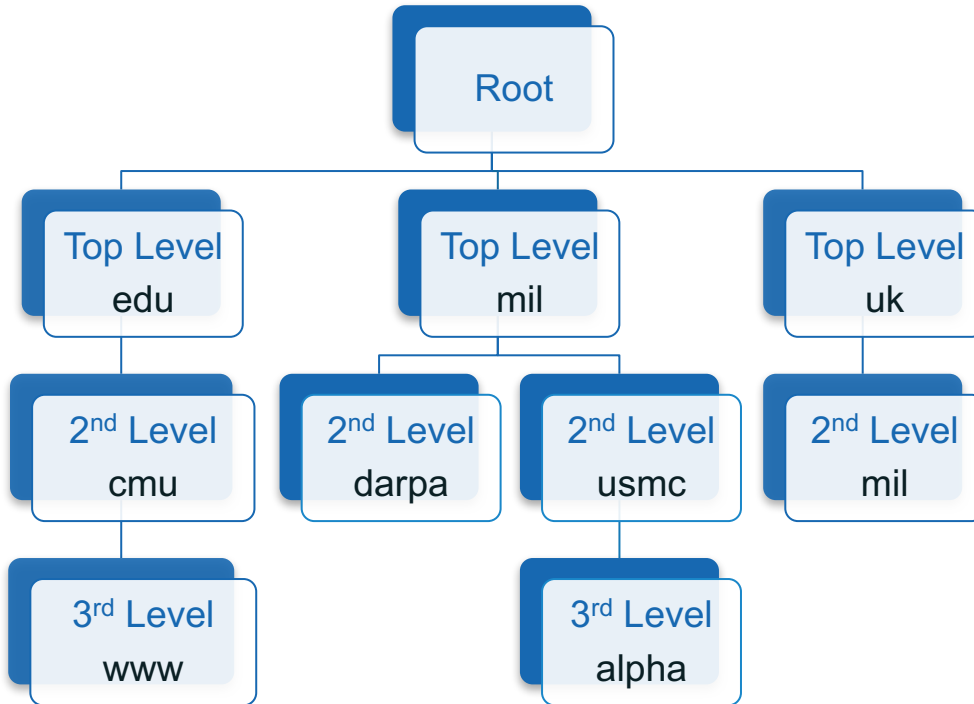 Root
Top Level
edu
Top Level
mil
Top Level
uk
2nd Level
cmu
2nd Level
darpa
2nd Level
usmc
2nd Level
mil
3rd Level
www
3rd Level
alpha